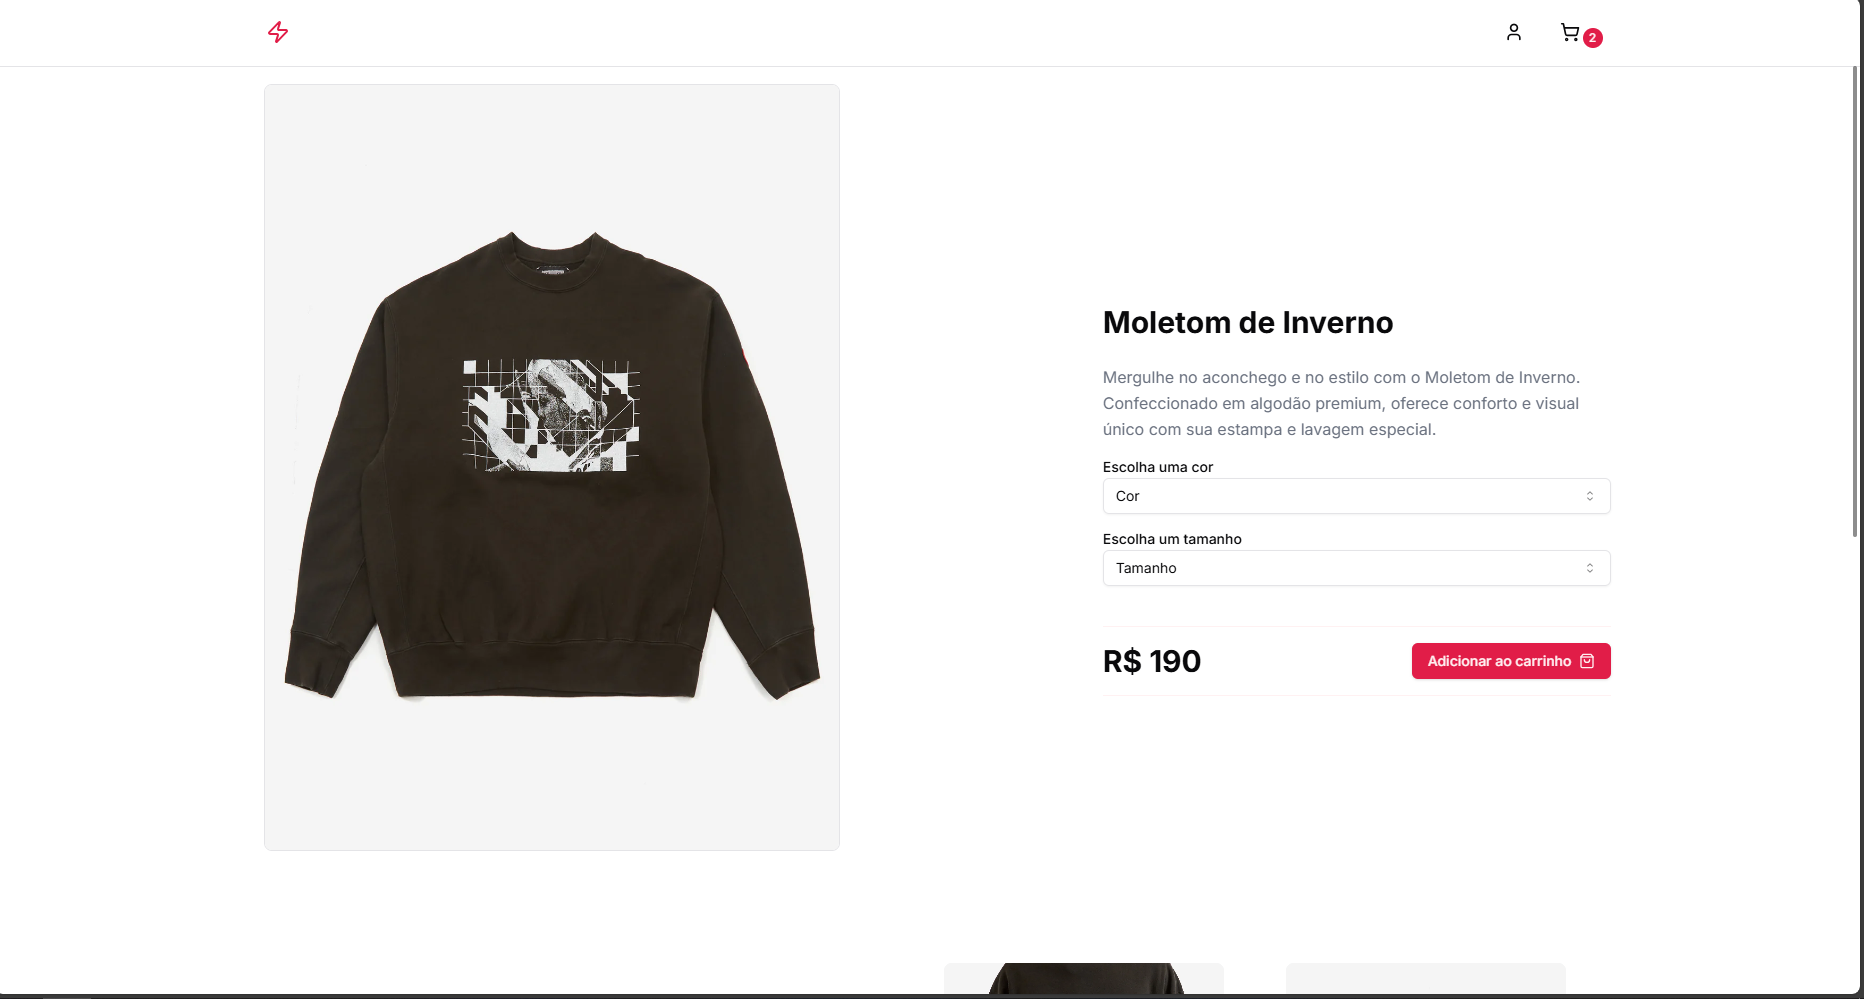 2
Moletom de Inverno
Mergulhe no aconchego e no estilo com o Moletom de Inverno.
Confeccionado em algodão premium, oferece conforto e visual
único com sua estampa e lavagem especial.
Escolha uma cor
Cor
Escolha um tamanho
Tamanho
R$ 190
Adicionar ao carrinho